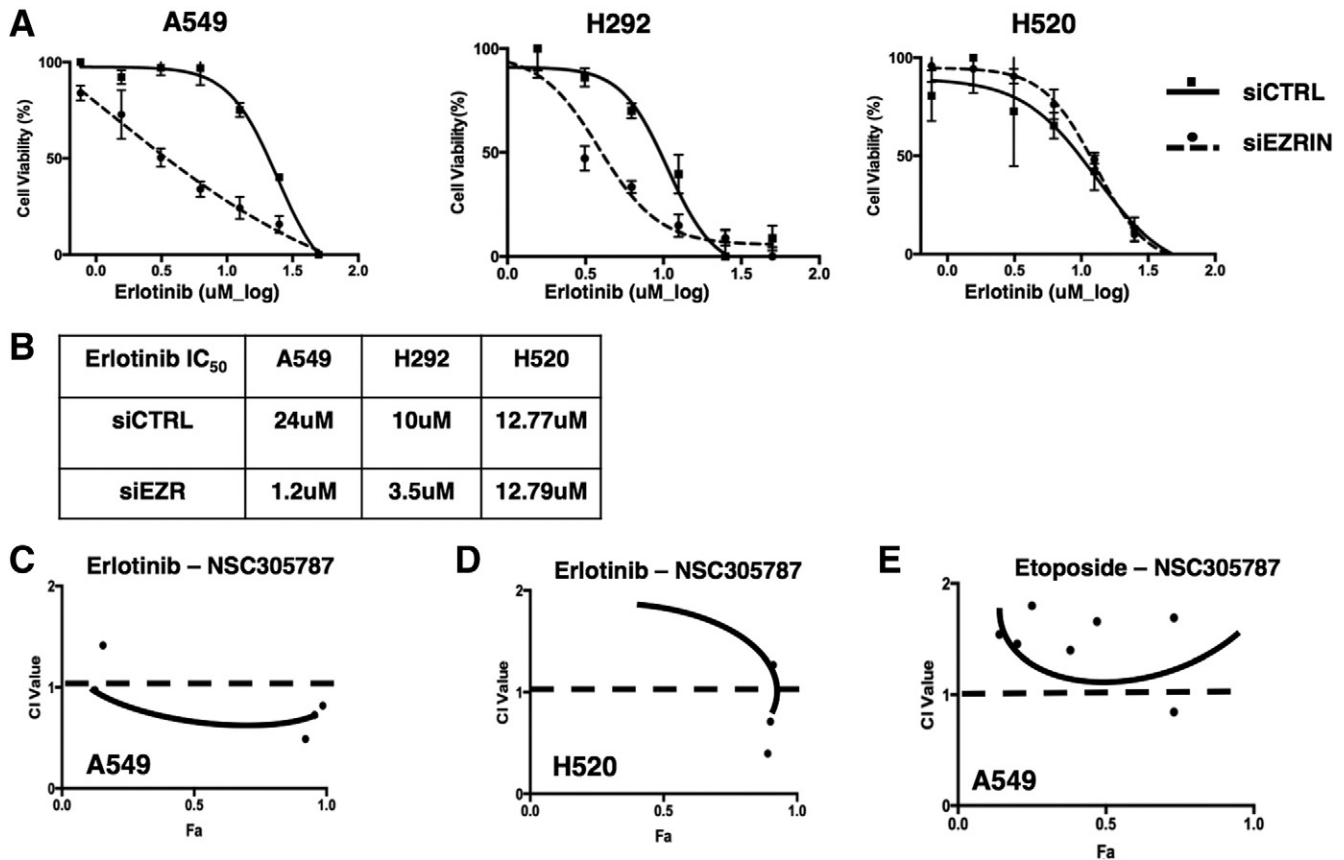 A
A549
H292
H520
Cell Viability (%)
100
50
0
0.0 0.5 1.0 1.5 2.0
Erlotinib (uM_log)
Cell Viability(%)
100
50
0
0.0 0.5 1.0 1.5 2.0
Erlotinib (uM_log)
Cell Viability (%)
100
50
0
0.0 0.5 1.0 1.5 2.0
Erlotinib (uM_log)
siCTRL
siEZRIN
B
Erlotinib IC50 A549 H292 H520
siCTRL 24uM 10uM 12.77uM
siEZR 1.2uM 3.5uM 12.79uM
C
Erlotinib – NSC305787
CI Value
2
1
0
A549
0.0 0.5 1.0
Fa
D
Erlotinib – NSC305787
CI Value
2
1
0
H520
0.0 0.5 1.0
Fa
E
Etoposide – NSC305787
CI Value
2
1
0
A549
0.0 0.5 1.0
Fa